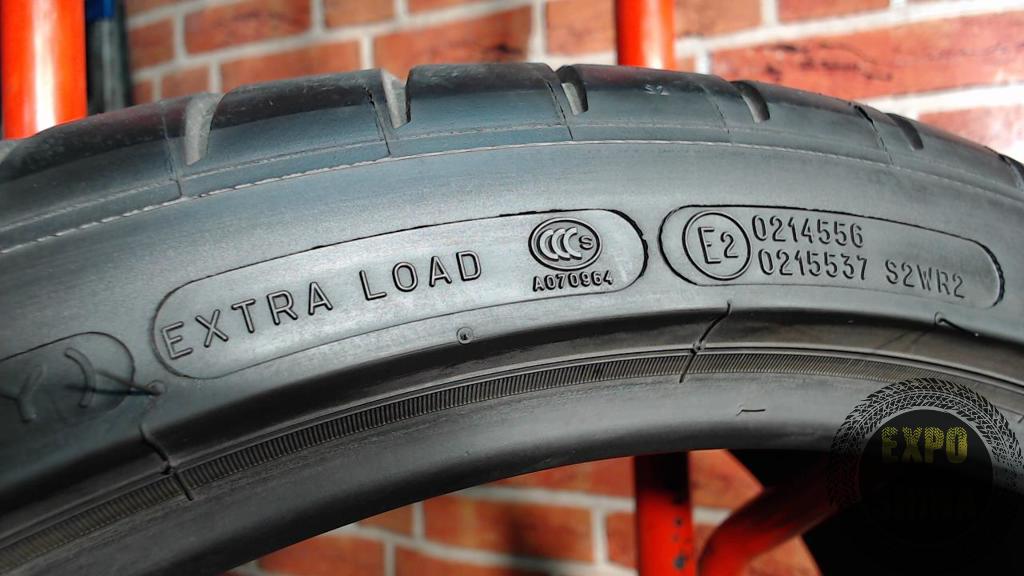 Y)
EXTRA LOAD
CCC S
A070964
E2
0214556
0215537 S2WR2
EXPO